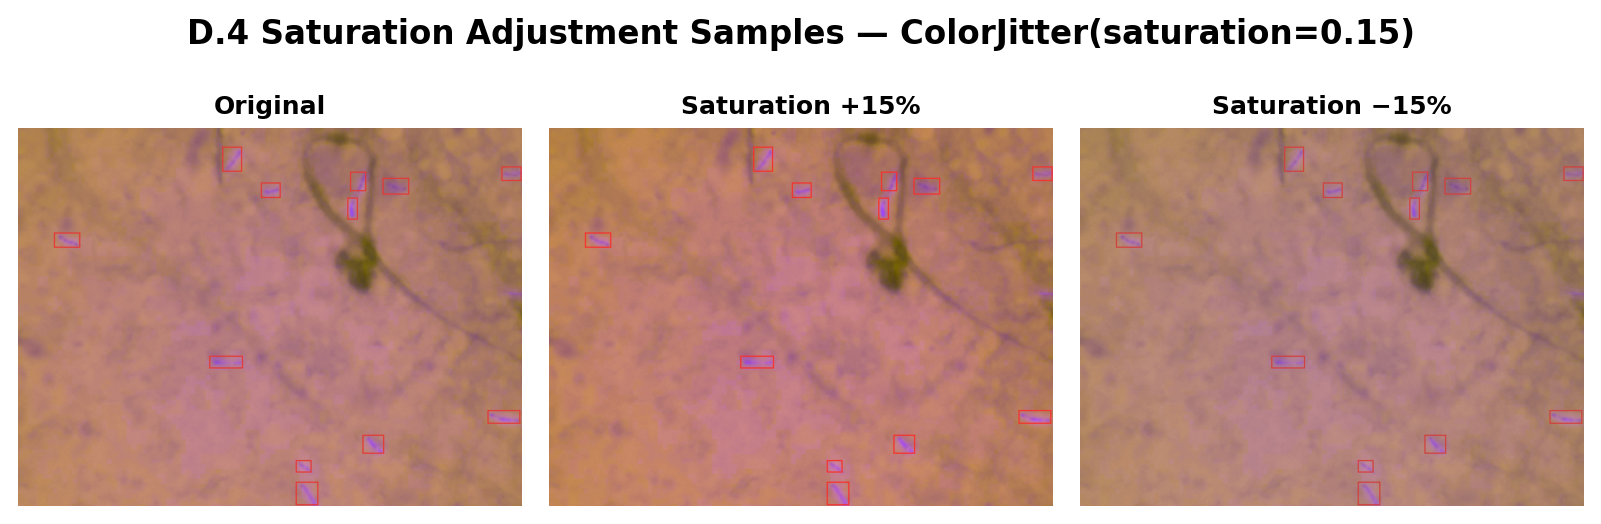 D.4 Saturation Adjustment Samples — ColorJitter(saturation=0.15)
Original
Saturation +15%
Saturation −15%